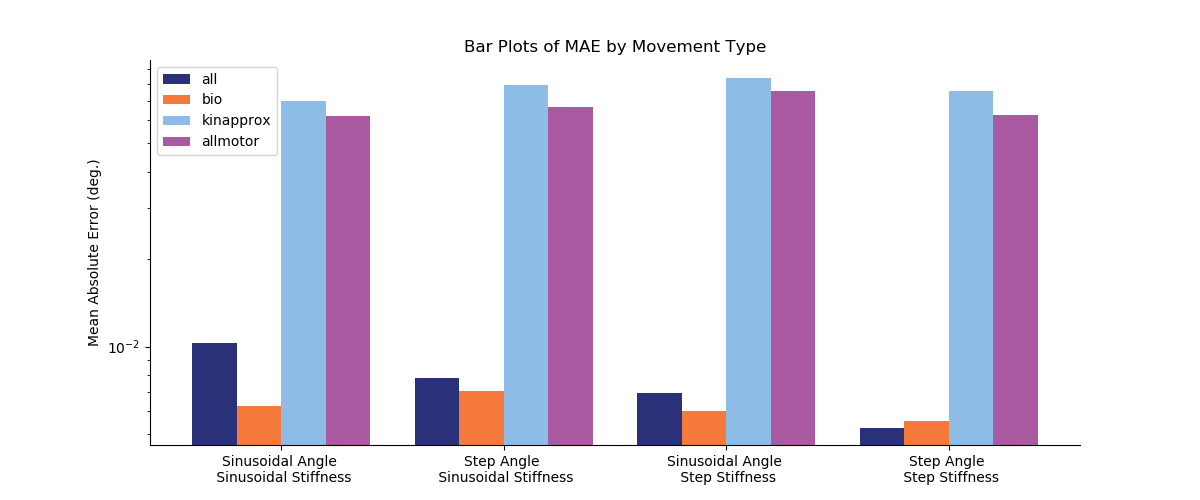 Bar Plots of MAE by Movement Type
all
bio
kinapprox
allmotor
Mean Absolute Error (deg.)
10⁻²
Sinusoidal Angle
Sinusoidal Stiffness
Step Angle
Sinusoidal Stiffness
Sinusoidal Angle
Step Stiffness
Step Angle
Step Stiffness